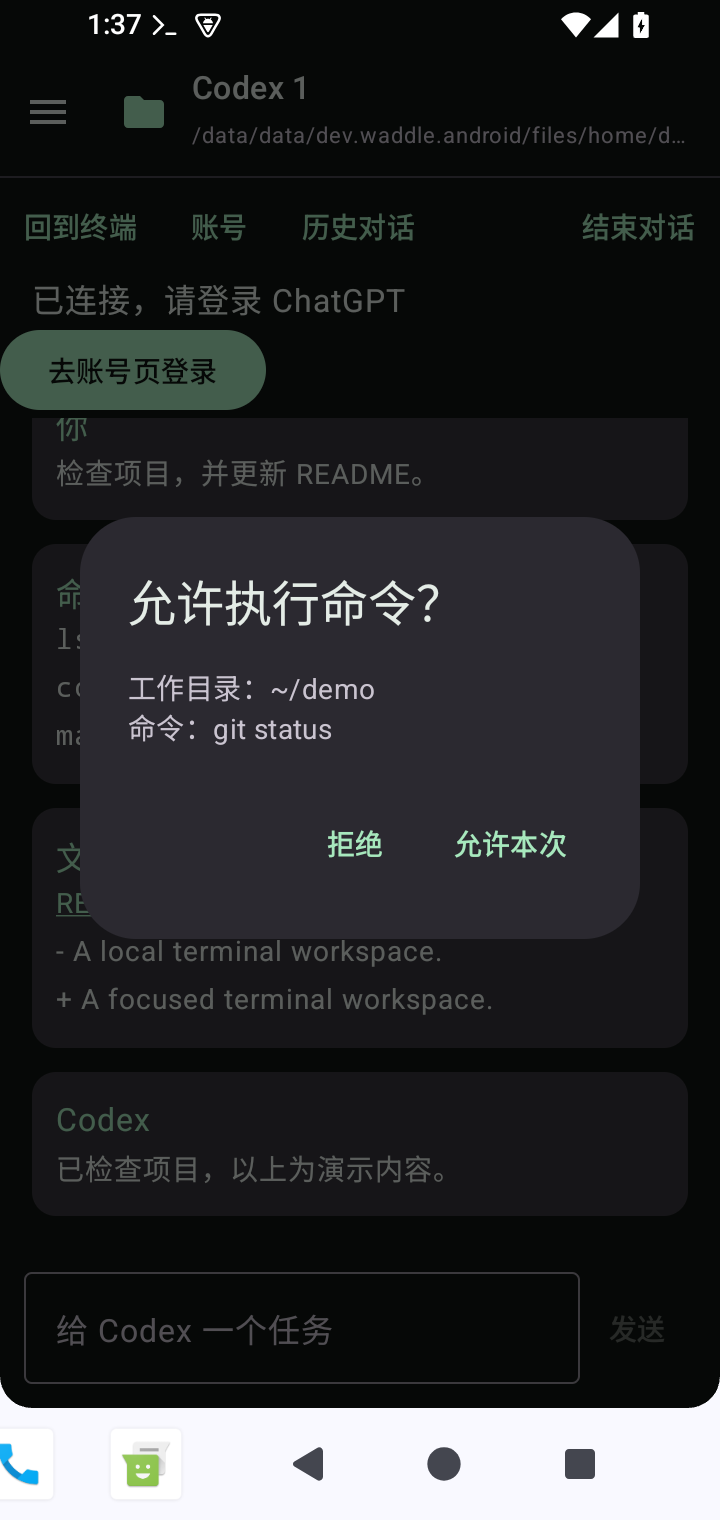 1:37
Codex 1
/data/data/dev.waddle.android/files/home/d…
回到终端 账号 历史对话 结束对话
已连接，请登录 ChatGPT
去账号页登录
你
检查项目，并更新 README。
允许执行命令？
工作目录：~/demo
命令：git status
拒绝 允许本次
- A local terminal workspace.
+ A focused terminal workspace.
Codex
已检查项目，以上为演示内容。
给 Codex 一个任务 发送